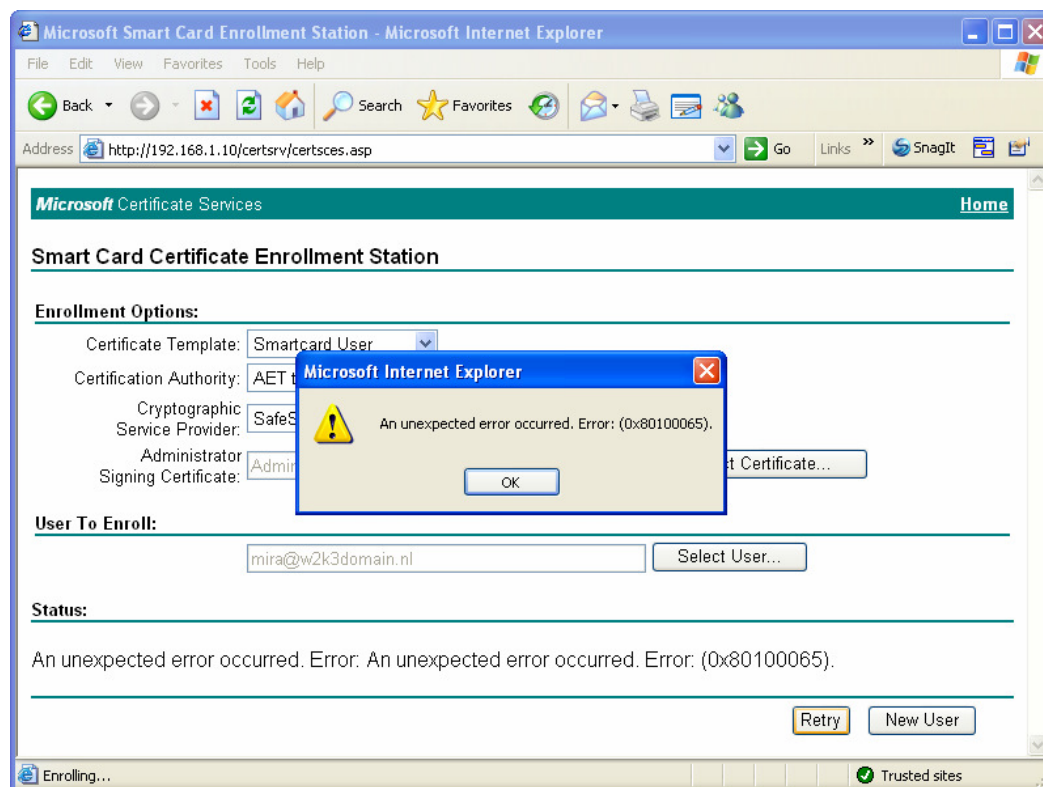 Microsoft Smart Card Enrollment Station - Microsoft Internet Explorer
File Edit View Favorites Tools Help
Back Search Favorites
Address http://192.168.1.10/certsrv/certsces.asp Go Links » SnagIt
Microsoft Certificate Services Home
Smart Card Certificate Enrollment Station
Enrollment Options:
Certificate Template: Smartcard User
Microsoft Internet Explorer
Certification Authority: AET
An unexpected error occurred. Error: (0x80100065).
Cryptographic
Service Provider:
Administrator
Signing Certificate: Certificate...
OK
User To Enroll:
mira@w2k3domain.nl Select User...
Status:
An unexpected error occurred. Error: An unexpected error occurred. Error: (0x80100065).
Retry New User
Enrolling... Trusted sites